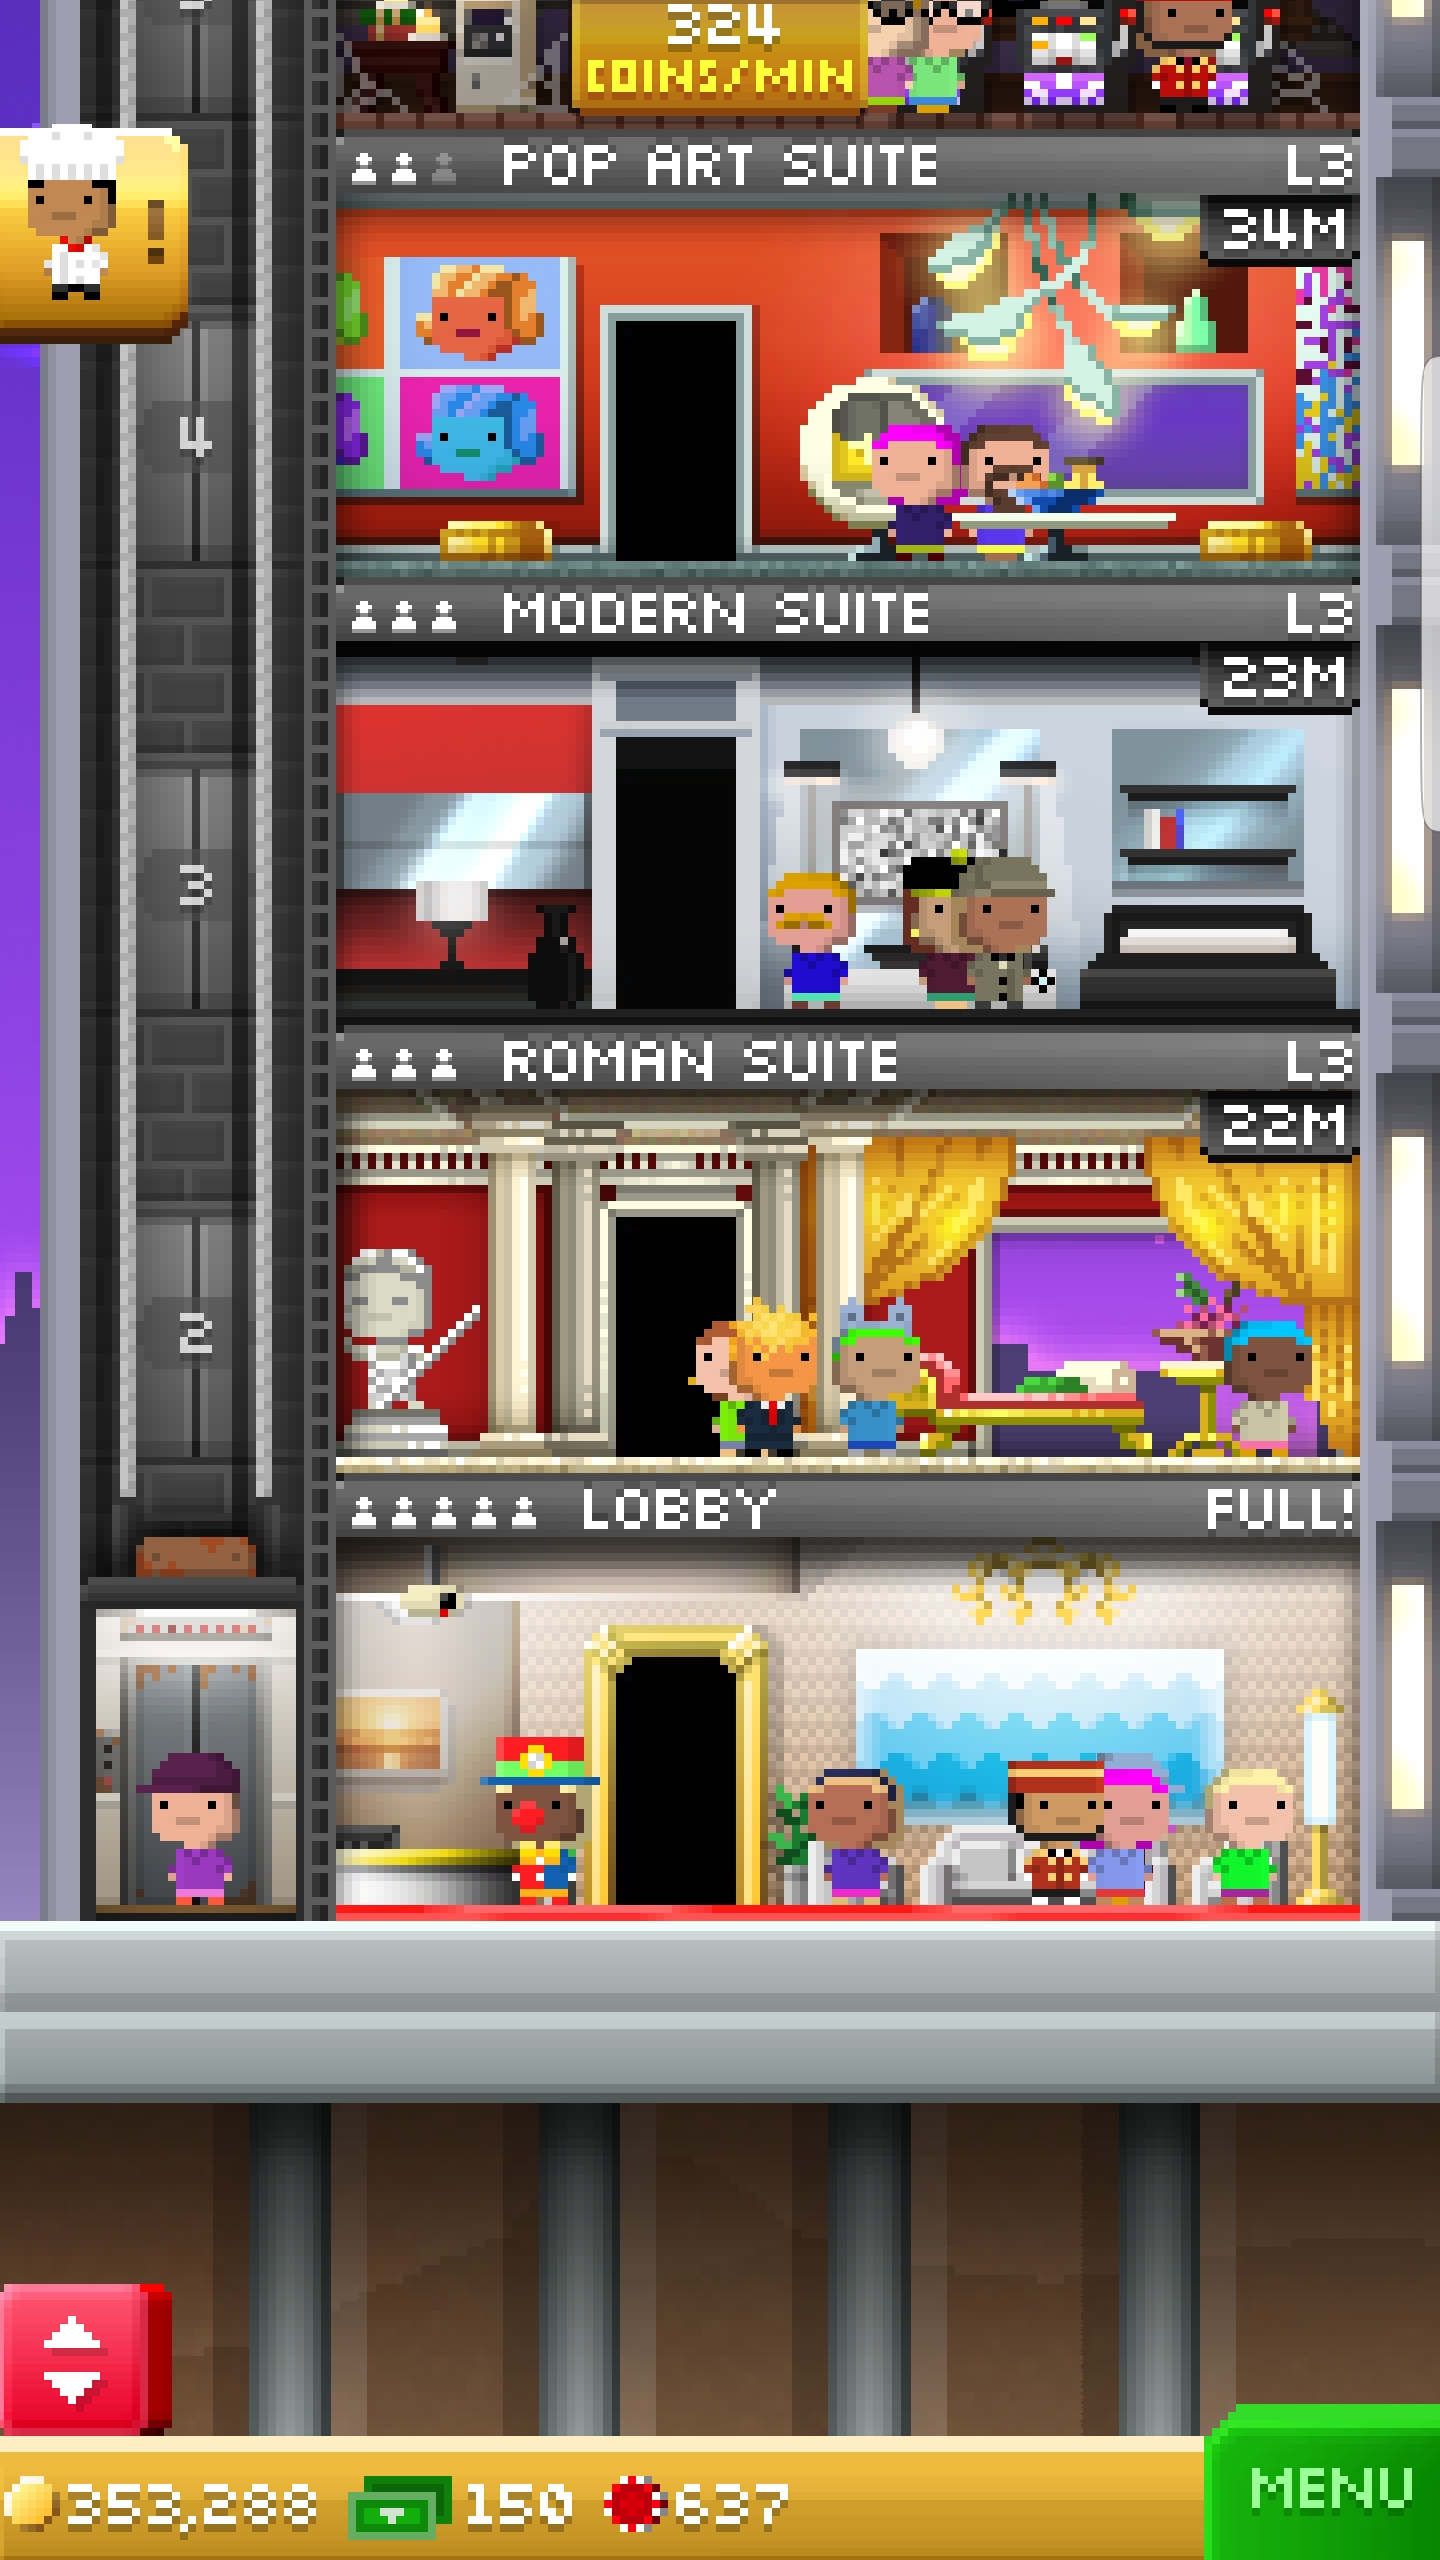 324
COINS/MIN
!
POP ART SUITE L3
34M
4
MODERN SUITE L3
23M
3
ROMAN SUITE L3
22M
2
LOBBY FULL!
353,288 150 637
MENU